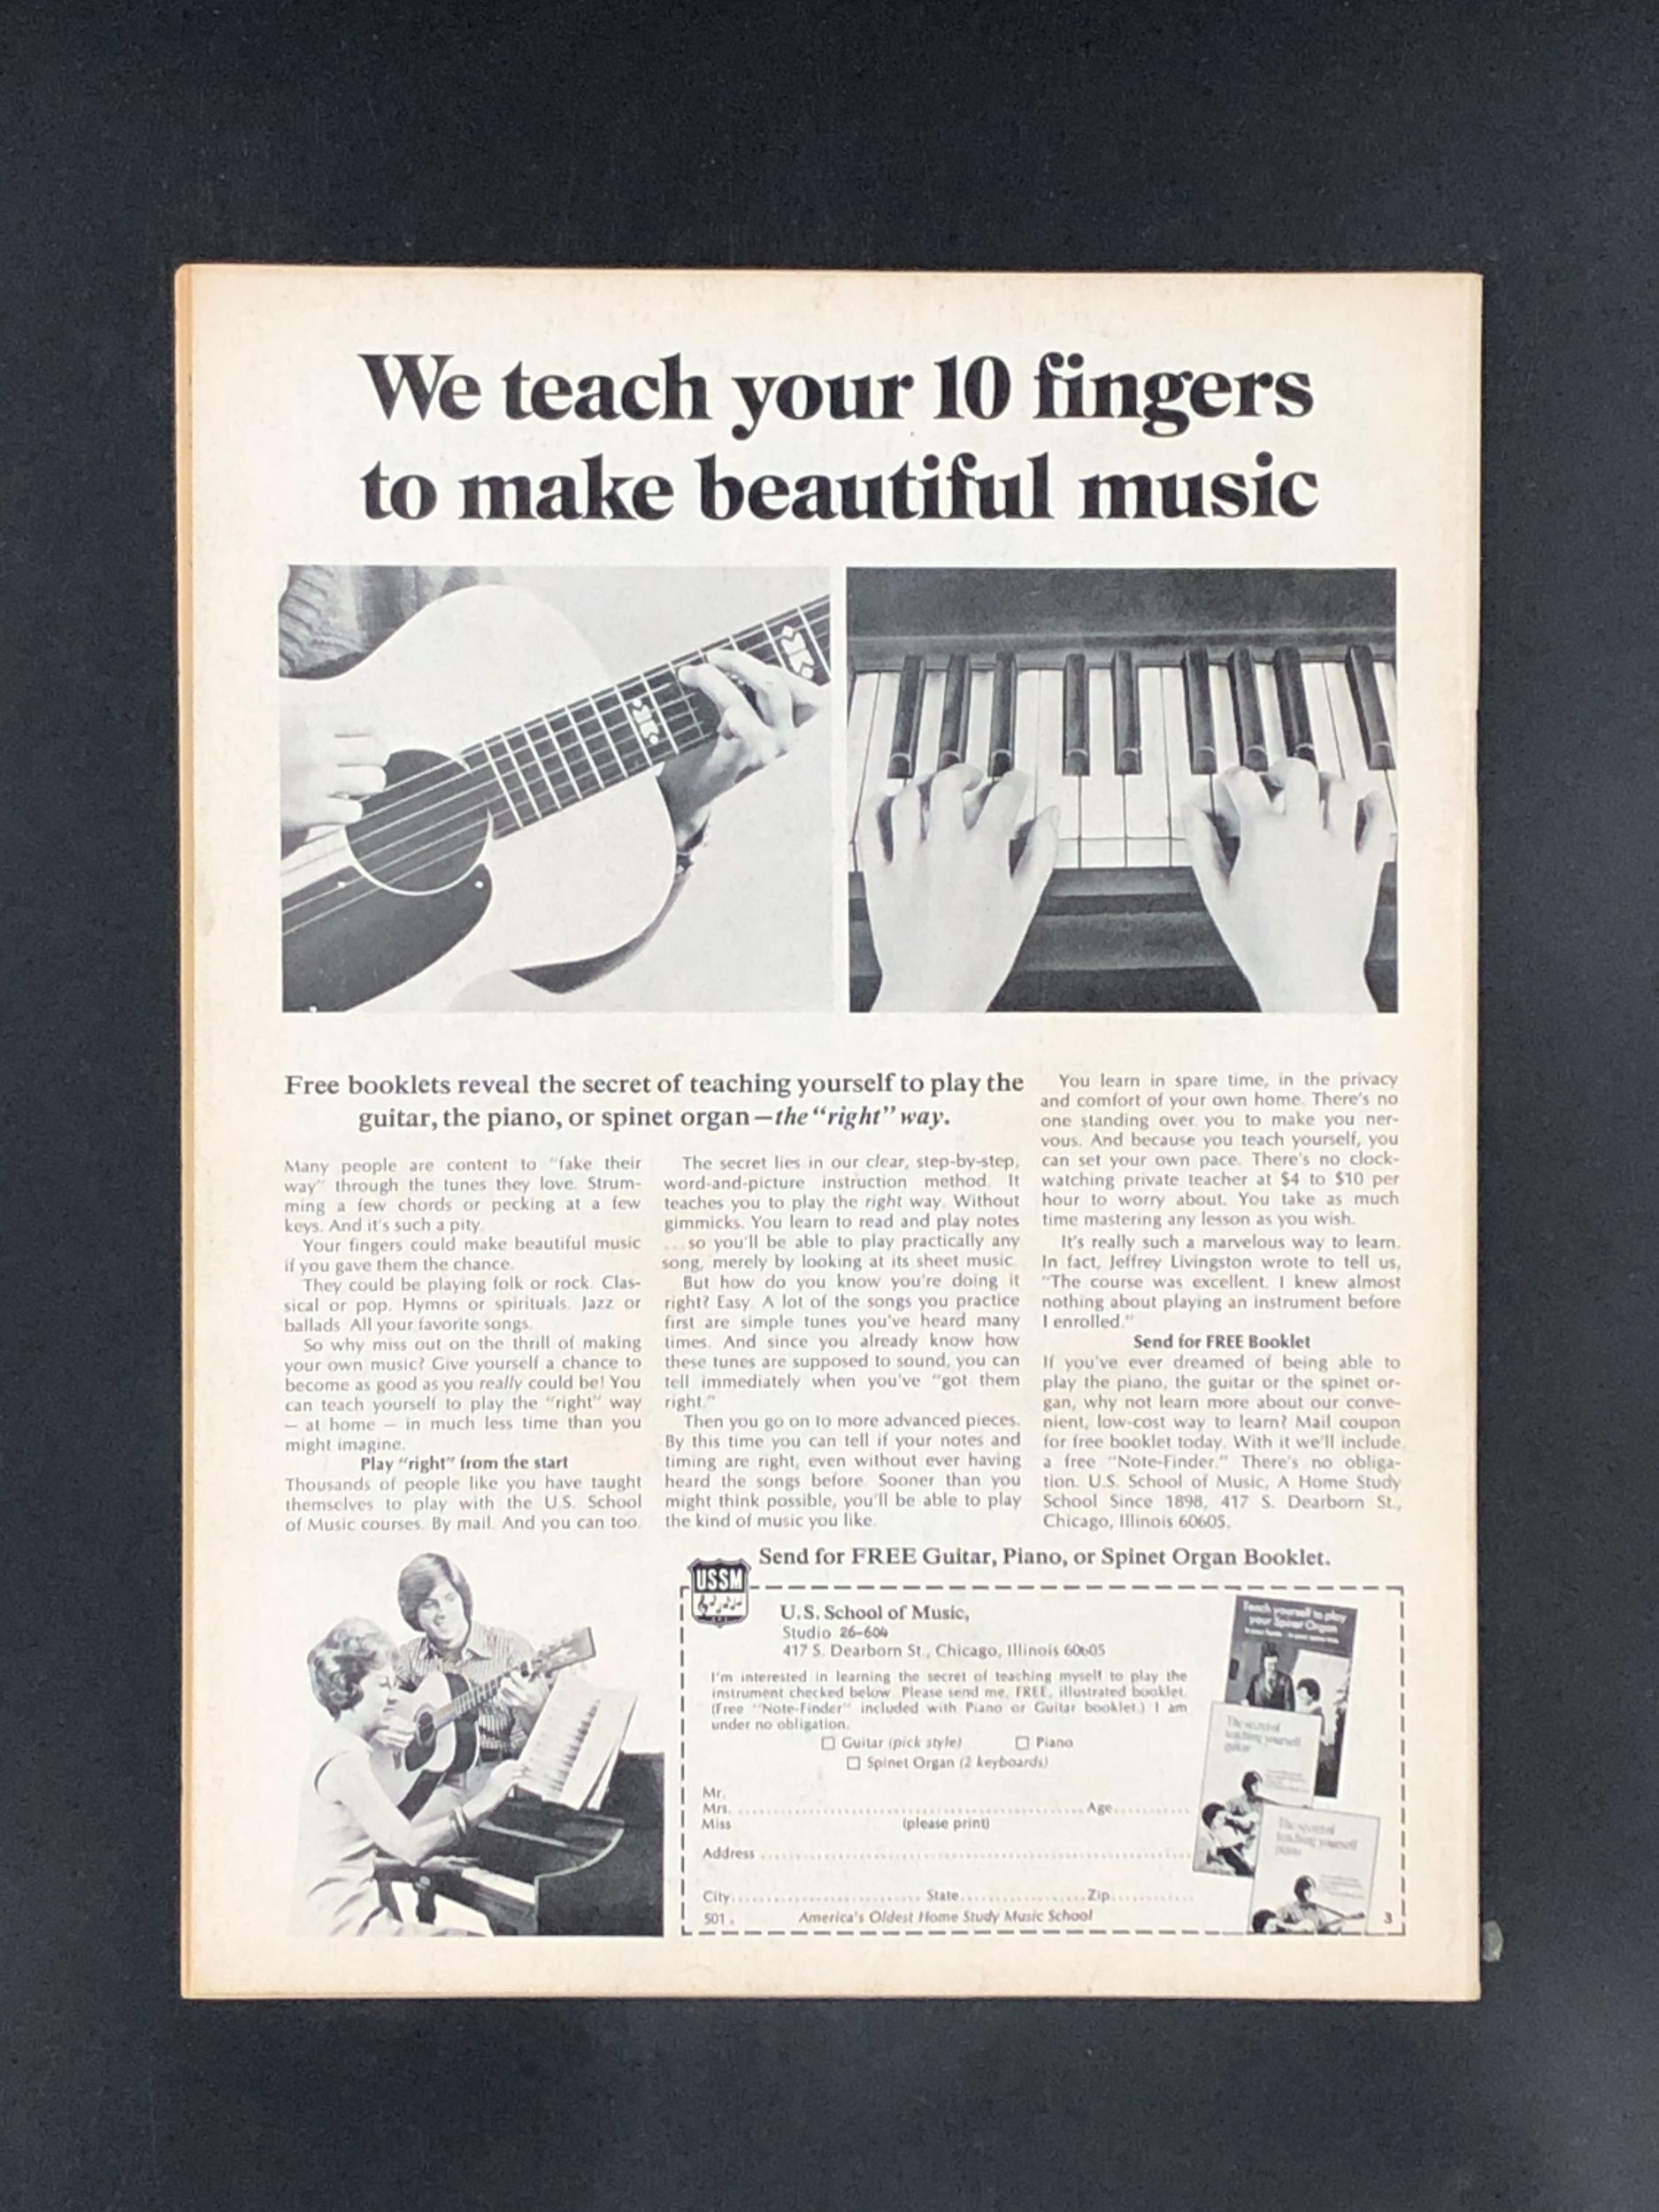 We teach your 10 fingers
to make beautiful music
Free booklets reveal the secret of teaching yourself to play the
guitar, the piano, or spinet organ—the "right" way.
Many people are content to "fake their
way" through the tunes they love. Strum-
ming a few chords or pecking at a few
keys. And it's such a pity.
Your fingers could make beautiful music
if you gave them the chance.
They could be playing folk or rock. Clas-
sical or pop. Hymns or spirituals. Jazz or
ballads. All your favorite songs.
So why miss out on the thrill of making
your own music? Give yourself a chance to
become as good as you really could be! You
can teach yourself to play the "right" way
— at home — in much less time than you
might imagine.
Play "right" from the start
Thousands of people like you have taught
themselves to play with the U.S. School
of Music courses. By mail. And you can too.
The secret lies in our clear, step-by-step,
word-and-picture instruction method. It
teaches you to play the right way. Without
gimmicks. You learn to read and play notes
... so you'll be able to play practically any
song, merely by looking at its sheet music.
But how do you know you're doing it
right? Easy. A lot of the songs you practice
first are simple tunes you've heard many
times. And since you already know how
these tunes are supposed to sound, you can
tell immediately when you've "got them
right."
Then you go on to more advanced pieces.
By this time you can tell if your notes and
timing are right, even without ever having
heard the songs before. Sooner than you
might think possible, you'll be able to play
the kind of music you like.
You learn in spare time, in the privacy
and comfort of your own home. There's no
one standing over you to make you ner-
vous. And because you teach yourself, you
can set your own pace. There's no clock-
watching private teacher at $4 to $10 per
hour to worry about. You take as much
time mastering any lesson as you wish.
It's really such a marvelous way to learn.
In fact, Jeffrey Livingston wrote to tell us,
"The course was excellent. I knew almost
nothing about playing an instrument before
I enrolled."
Send for FREE Booklet
If you've ever dreamed of being able to
play the piano, the guitar or the spinet or-
gan, why not learn more about our conve-
nient, low-cost way to learn? Mail coupon
for free booklet today. With it we'll include
a free "Note-Finder." There's no obliga-
tion. U.S. School of Music, A Home Study
School Since 1898, 417 S. Dearborn St.,
Chicago, Illinois 60605.
Send for FREE Guitar, Piano, or Spinet Organ Booklet.
USSM
U.S. School of Music,
Studio 26-604
417 S. Dearborn St., Chicago, Illinois 60605
I'm interested in learning the secret of teaching myself to play the
instrument checked below. Please send me, FREE, illustrated booklet.
(Free "Note-Finder" included with Piano or Guitar booklet.) I am
under no obligation.
Guitar (pick style) Piano
Spinet Organ (2 keyboards)
Mr.
Mrs. Age
Miss (please print)
Address
City State Zip
501 . America's Oldest Home Study Music School
Teach yourself to play
your Spinet Organ
The secret of
teaching yourself
guitar
The secret of
teaching yourself
piano
3